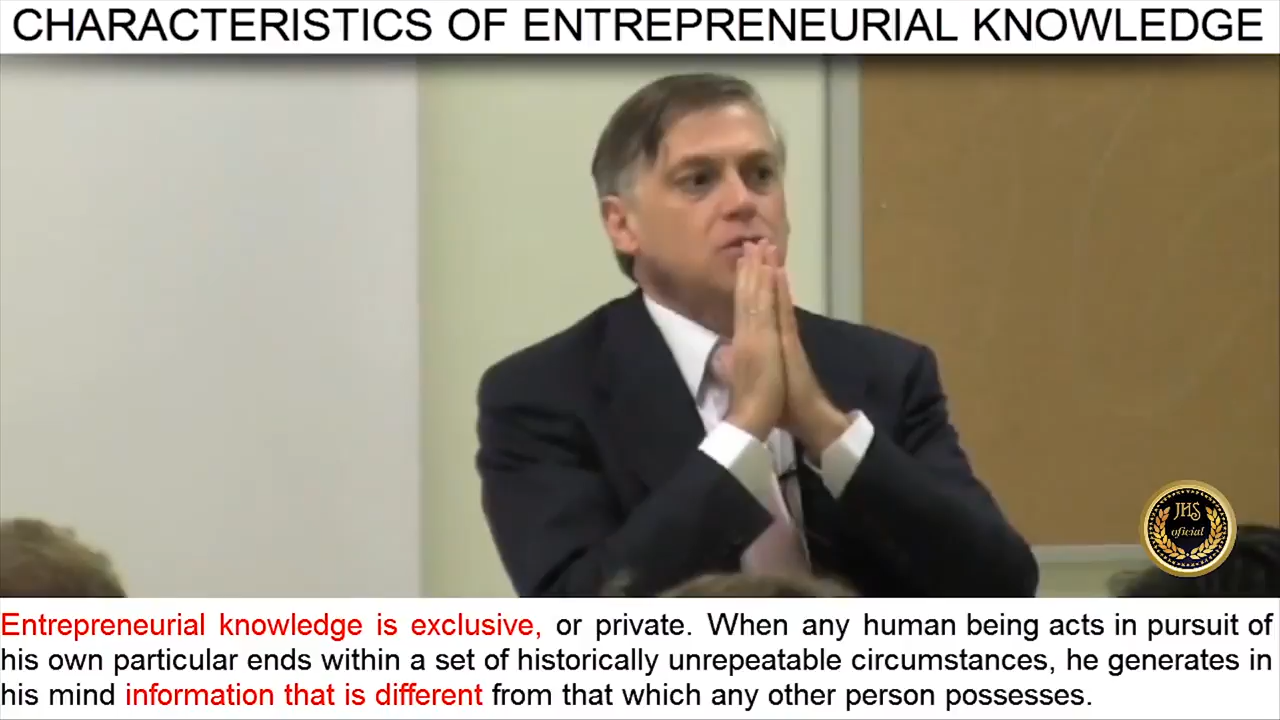 CHARACTERISTICS OF ENTREPRENEURIAL KNOWLEDGE
JHS
oficial
Entrepreneurial knowledge is exclusive, or private. When any human being acts in pursuit of
his own particular ends within a set of historically unrepeatable circumstances, he generates in
his mind information that is different from that which any other person possesses.